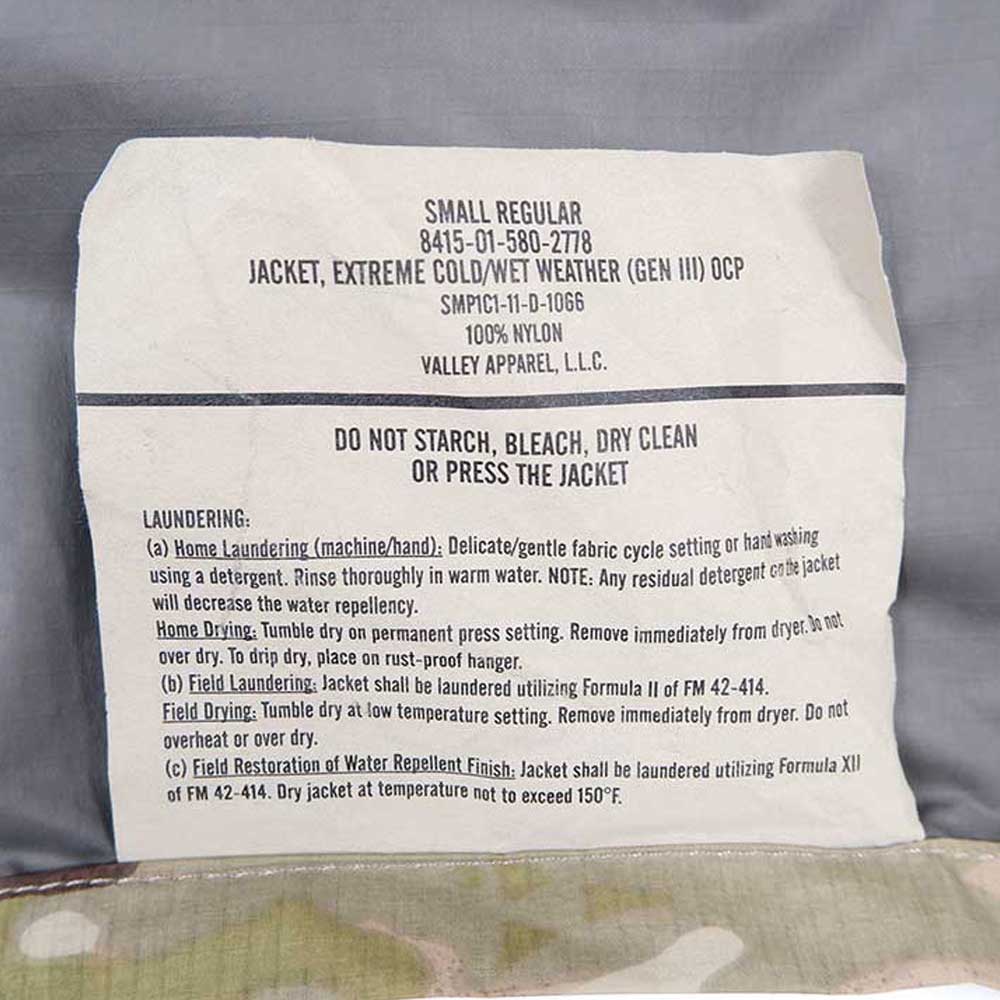 SMALL REGULAR
8415-01-580-2778
JACKET, EXTREME COLD/WET WEATHER (GEN III) OCP
SMP1C1-11-D-1066
100% NYLON
VALLEY APPAREL, L.L.C.
DO NOT STARCH, BLEACH, DRY CLEAN
OR PRESS THE JACKET
LAUNDERING:
(a) Home Laundering (machine/hand): Delicate/gentle fabric cycle setting or hand washing
using a detergent. Rinse thoroughly in warm water. NOTE: Any residual detergent on the jacket
will decrease the water repellency.
Home Drying: Tumble dry on permanent press setting. Remove immediately from dryer. Do not
over dry. To drip dry, place on rust-proof hanger.
(b) Field Laundering: Jacket shall be laundered utilizing Formula II of FM 42-414.
Field Drying: Tumble dry at low temperature setting. Remove immediately from dryer. Do not
overheat or over dry.
(c) Field Restoration of Water Repellent Finish: Jacket shall be laundered utilizing Formula XII
of FM 42-414. Dry jacket at temperature not to exceed 150°F.